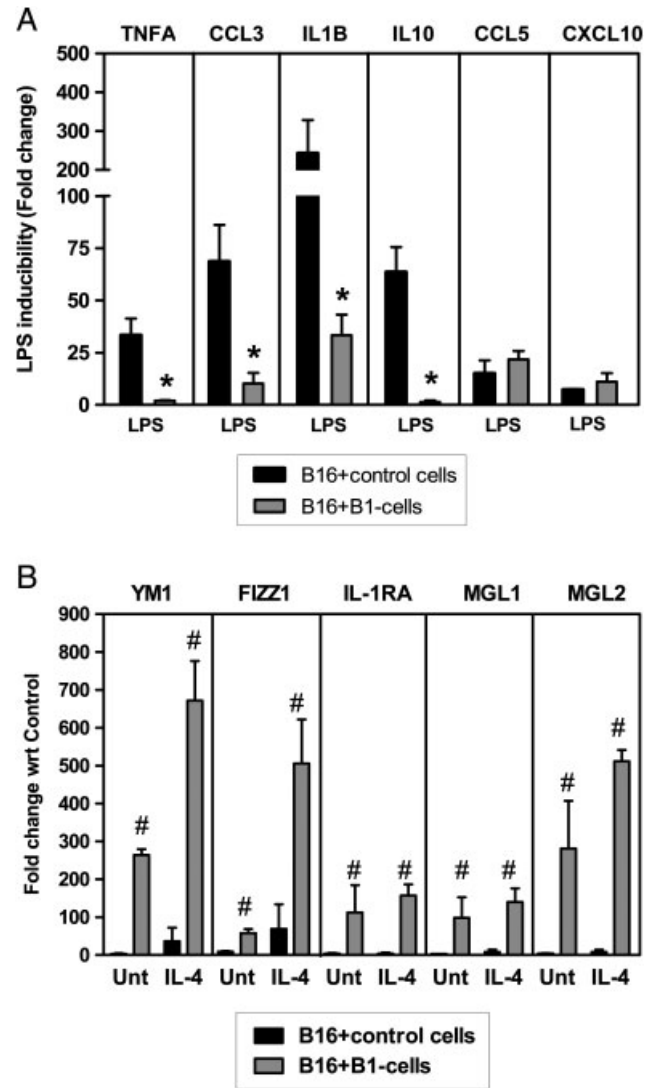 A
TNFA CCL3 IL1B IL10 CCL5 CXCL10
LPS inducibility (Fold change)
500
400
300
200
100
75
50
25
0
* * * *
LPS LPS LPS LPS LPS LPS
B16+control cells
B16+B1-cells
B
YM1 FIZZ1 IL-1RA MGL1 MGL2
Fold change wrt Control
900
800
700
600
500
400
300
200
100
0
# # # # # # # # # #
Unt IL-4 Unt IL-4 Unt IL-4 Unt IL-4 Unt IL-4
B16+control cells
B16+B1-cells